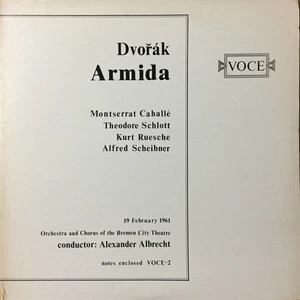 Dvořák
Armida
VOCE
Montserrat Caballé
Theodore Schlott
Kurt Ruesche
Alfred Scheibner
19 February 1961
Orchestra and Chorus of the Bremen City Theatre
conductor: Alexander Albrecht
notes enclosed VOCE-2